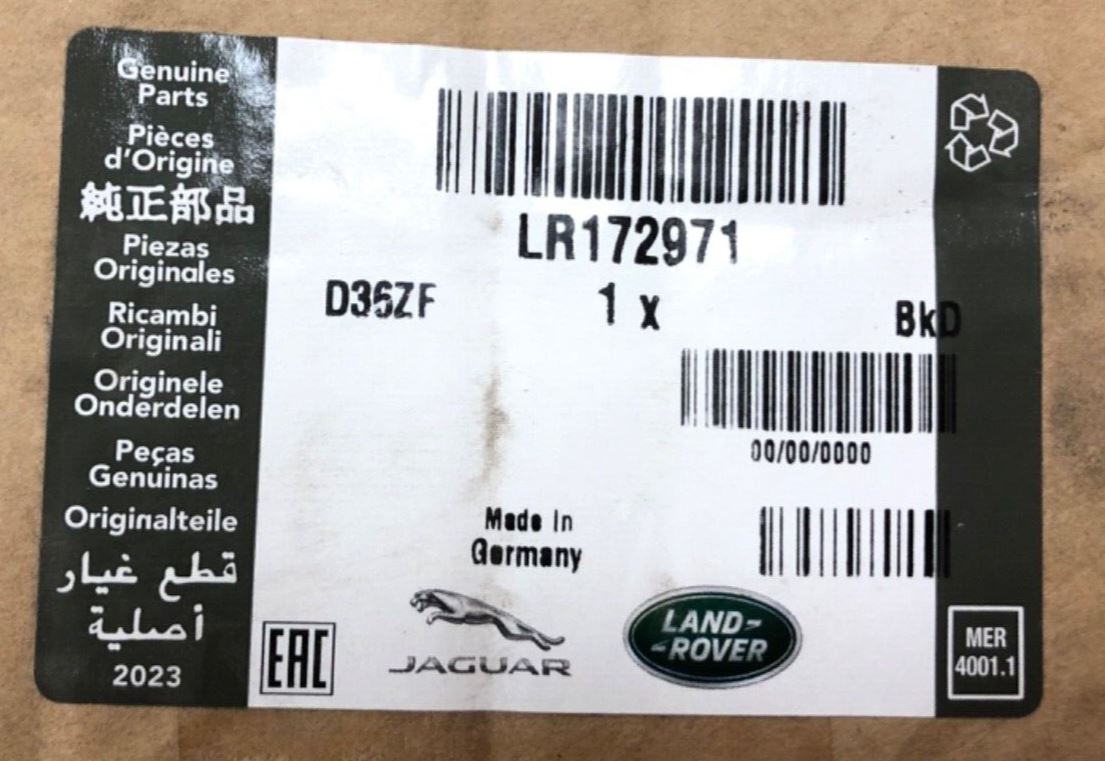 Genuine
Parts
Pièces
d'Origine
純正部品
Piezas
Originales
Ricambi
Originali
Originele
Onderdelen
Peças
Genuinas
Originalteile
قطع غيار
أصلية
2023
LR172971
D36ZF 1 x BkD
00/00/0000
Made in
Germany
EAC
JAGUAR
LAND-
-ROVER
MER
4001.1